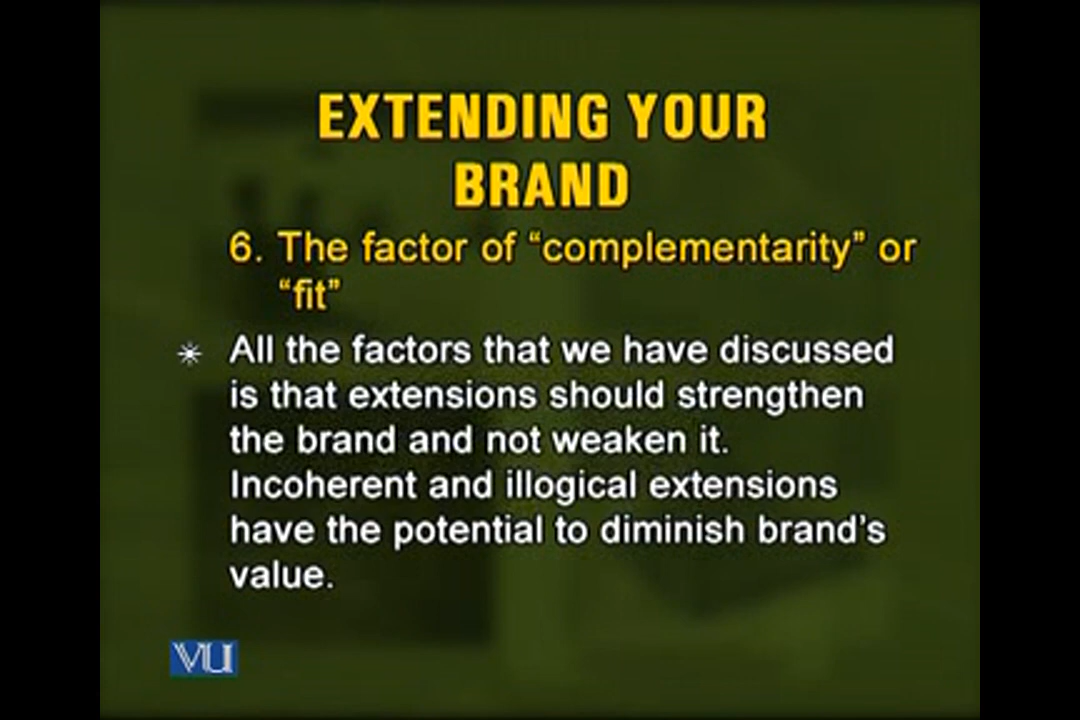 EXTENDING YOUR
BRAND
6. The factor of “complementarity” or
“fit”
All the factors that we have discussed
is that extensions should strengthen
the brand and not weaken it.
Incoherent and illogical extensions
have the potential to diminish brand’s
value.
VU